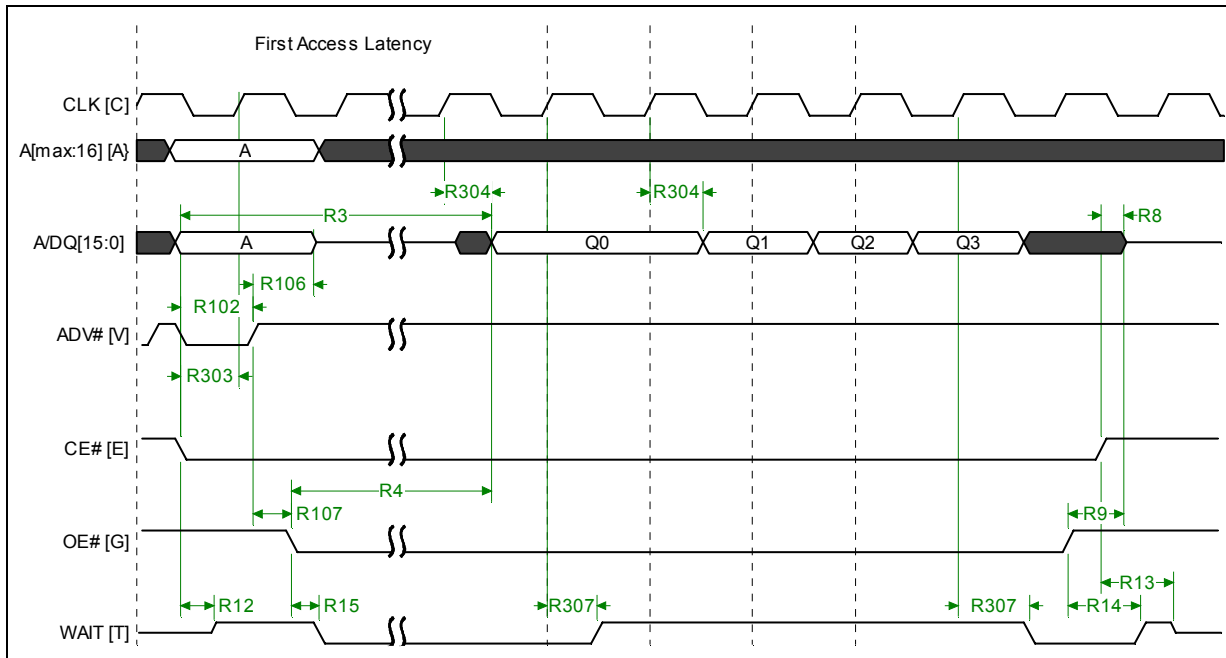 First Access Latency
CLK [C]
A[max:16] [A}
A
R304
R304
R3
R8
A/DQ[15:0]
A
Q0
Q1
Q2
Q3
R106
R102
ADV# [V]
R303
CE# [E]
R4
R107
R9
OE# [G]
R13
R12
R15
R307
R307
R14
WAIT [T]